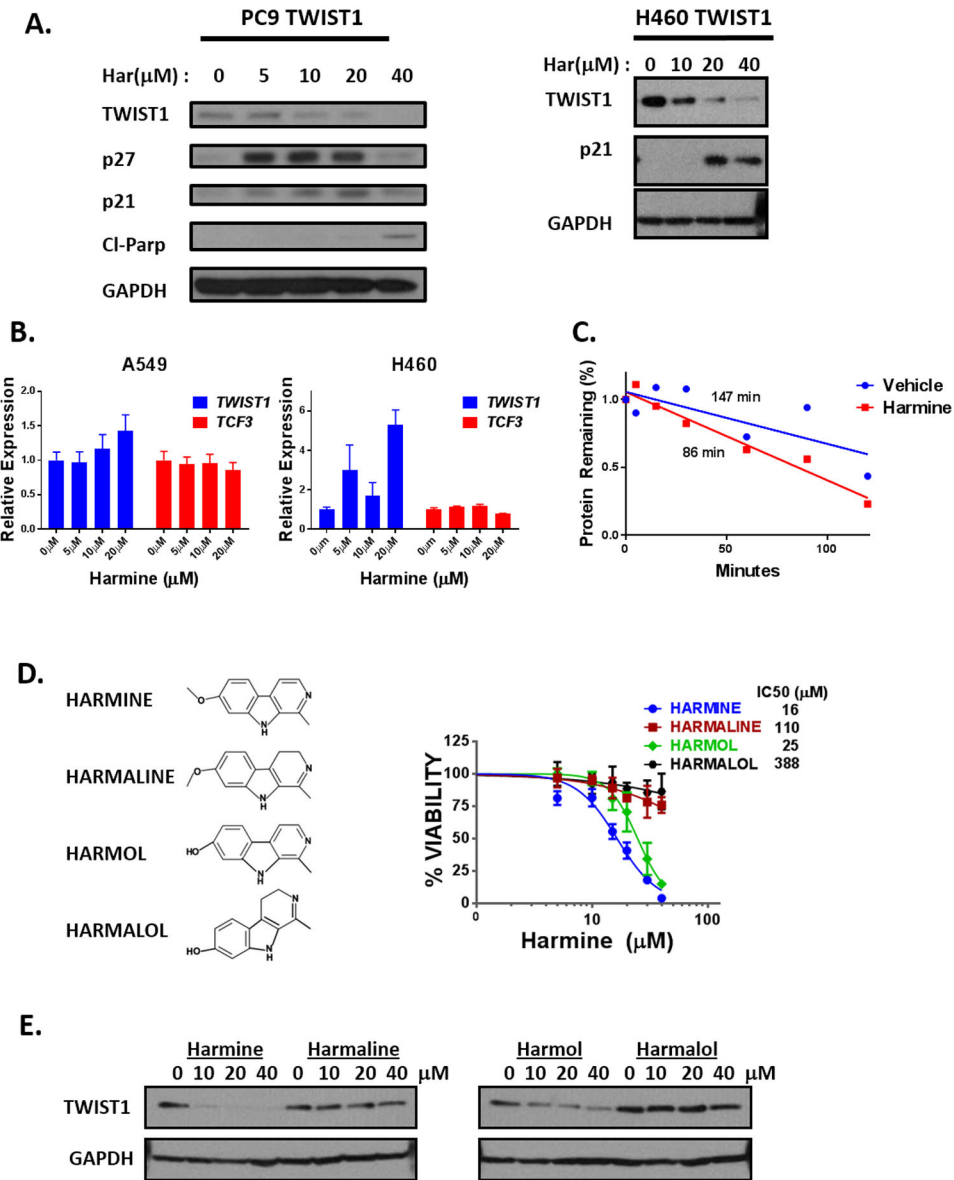 A.
PC9 TWIST1
Har(μM) : 0 5 10 20 40
TWIST1
p27
p21
Cl-Parp
GAPDH
H460 TWIST1
Har(μM) : 0 10 20 40
TWIST1
p21
GAPDH
B.
A549
Relative Expression
2.0
1.5
1.0
0.5
0.0
TWIST1
TCF3
0μM 5μM 10μM 20μM 0μM 5μM 10μM 20μM
Harmine (μM)
H460
Relative Expression
6
4
2
0
TWIST1
TCF3
0μm 5μM 10μM 20μM 0μm 5μM 10μM 20μM
Harmine (μM)
C.
Protein Remaining (%)
1.0
0.5
0.0
147 min
86 min
Vehicle
Harmine
0 50 100
Minutes
D.
HARMINE
O N N H
HARMALINE
O N N H
HARMOL
HO N N H
HARMALOL
HO N N H
IC50 (μM)
HARMINE 16
HARMALINE 110
HARMOL 25
HARMALOL 388
% VIABILITY
125
100
75
50
25
0
0 10 100
Harmine (μM)
E.
Harmine Harmaline
0 10 20 40 0 10 20 40 μM
TWIST1
GAPDH
Harmol Harmalol
0 10 20 40 0 10 20 40 μM